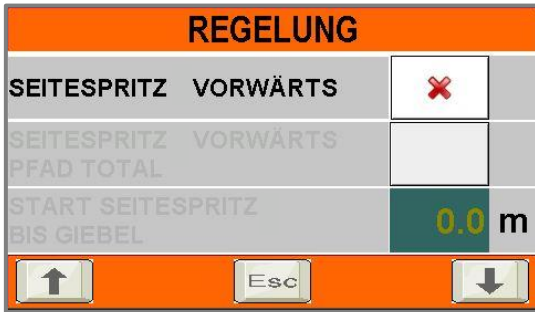 REGELUNG
SEITESPRITZ VORWÄRTS
SEITESPRITZ VORWÄRTS
PFAD TOTAL
START SEITESPRITZ
BIS GIEBEL
0.0 m
Esc